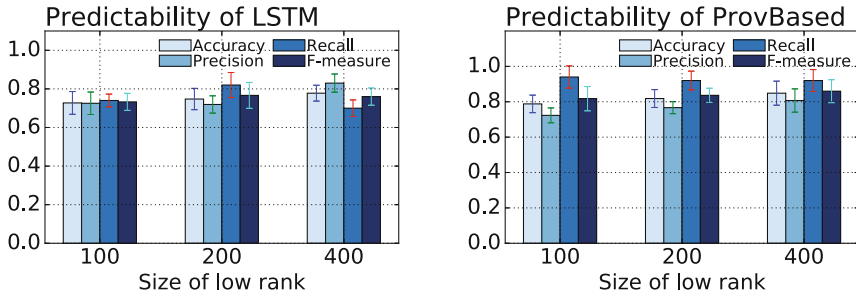 Predictability of LSTM
Accuracy
Recall
Precision
F-measure
1.0
0.8
0.6
0.4
0.2
0.0
100
200
400
Size of low rank
Predictability of ProvBased
Accuracy
Recall
Precision
F-measure
1.0
0.8
0.6
0.4
0.2
0.0
100
200
400
Size of low rank